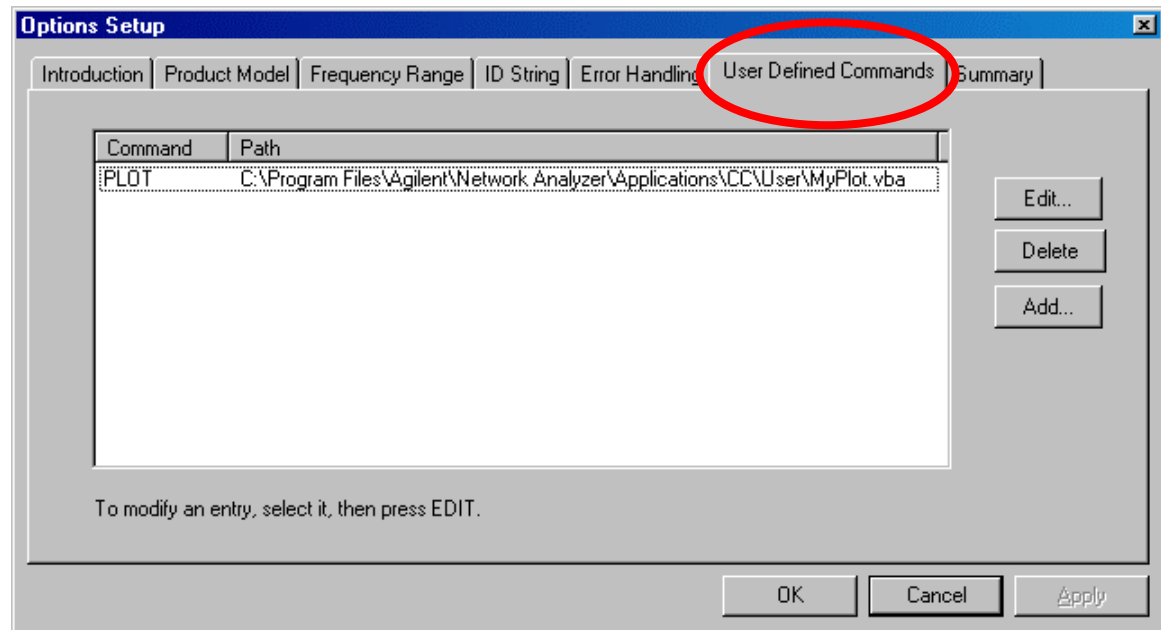 Options Setup
Introduction Product Model Frequency Range ID String Error Handling User Defined Commands Summary
Command Path
PLOT C:\Program Files\Agilent\Network Analyzer\Applications\CC\User\MyPlot.vba
Edit...
Delete
Add...
To modify an entry, select it, then press EDIT.
OK Cancel Apply